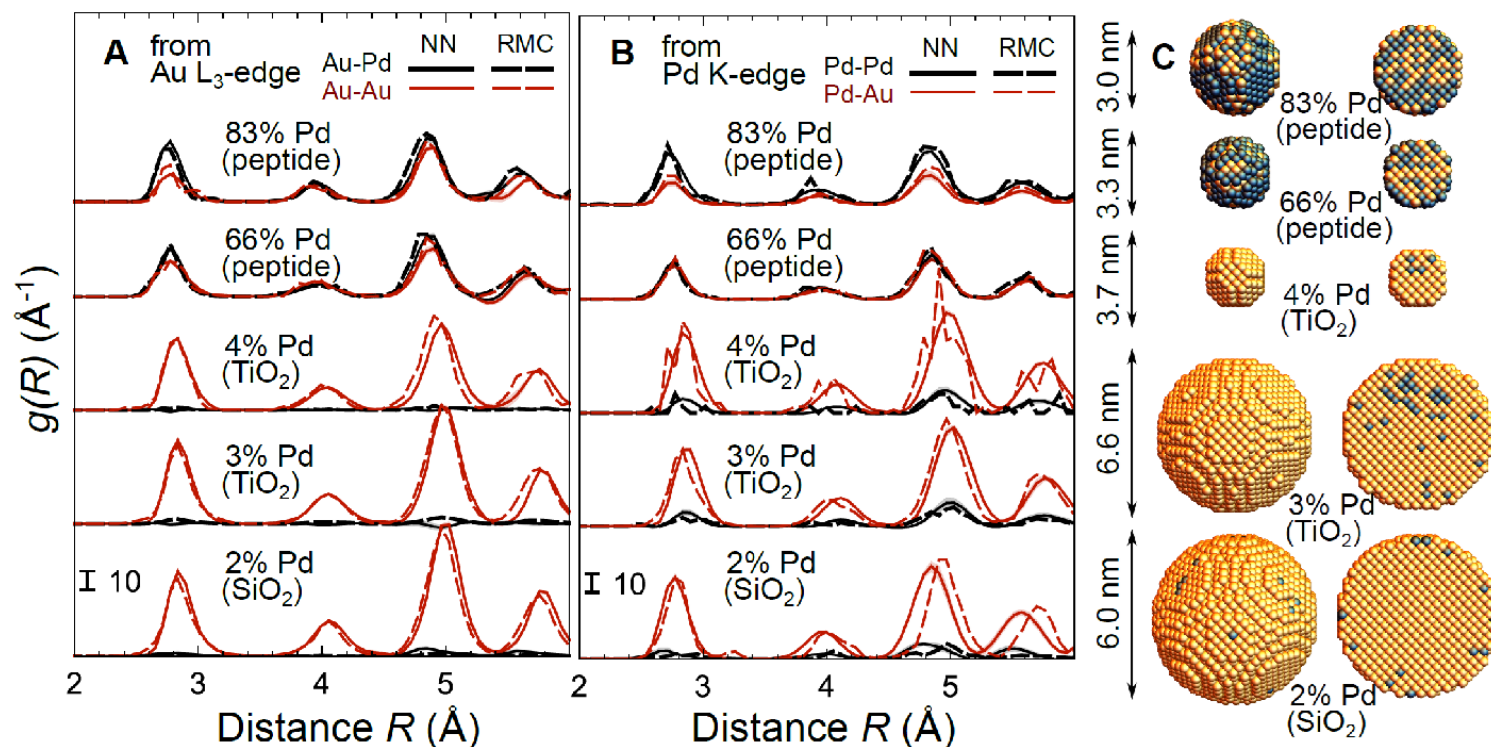 A
from
Au L₃-edge
NN
RMC
Au-Pd
Au-Au
83% Pd
(peptide)
66% Pd
(peptide)
4% Pd
(TiO₂)
3% Pd
(TiO₂)
2% Pd
(SiO₂)
10
g(R) (Å⁻¹)
2 3 4 5
Distance R (Å)
B
from
Pd K-edge
NN
RMC
Pd-Pd
Pd-Au
83% Pd
(peptide)
66% Pd
(peptide)
4% Pd
(TiO₂)
3% Pd
(TiO₂)
2% Pd
(SiO₂)
10
2 3 4 5
Distance R (Å)
C
3.0 nm
83% Pd
(peptide)
3.3 nm
66% Pd
(peptide)
3.7 nm
4% Pd
(TiO₂)
6.6 nm
3% Pd
(TiO₂)
6.0 nm
2% Pd
(SiO₂)